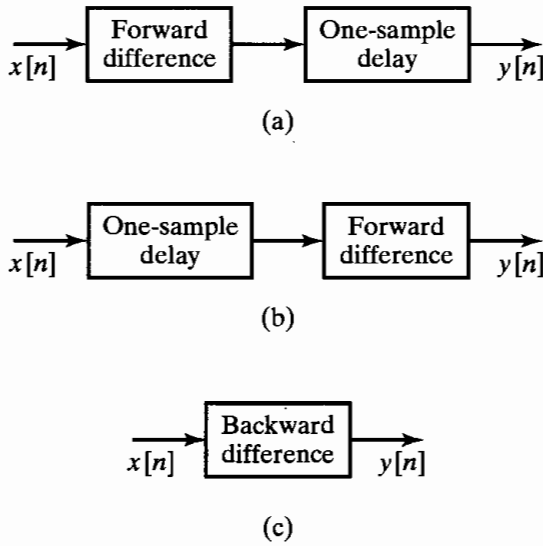 Forward
difference
One-sample
delay
x[n]
y[n]
(a)
One-sample
delay
Forward
difference
x[n]
y[n]
(b)
Backward
difference
x[n]
y[n]
(c)